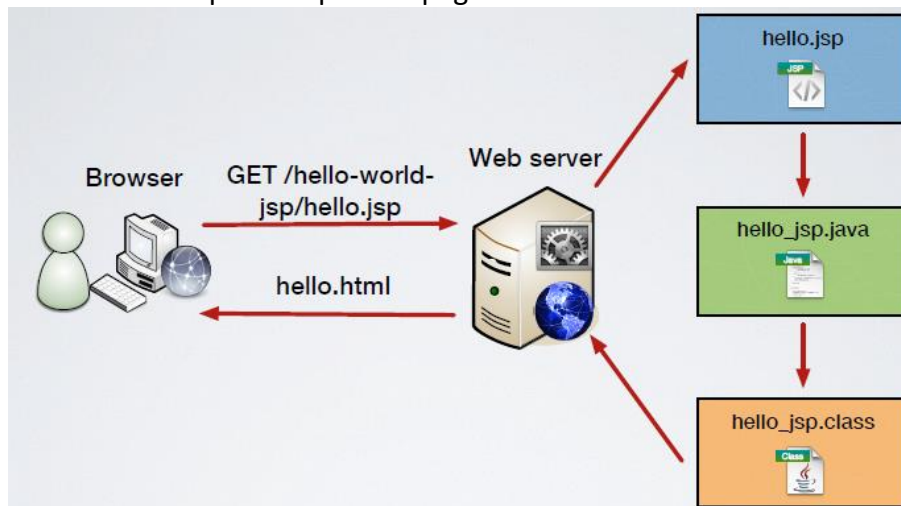 hello.jsp
JSP
</>
Browser
GET /hello-world-
jsp/hello.jsp
Web server
hello_jsp.java
Java
hello.html
hello_jsp.class
Class